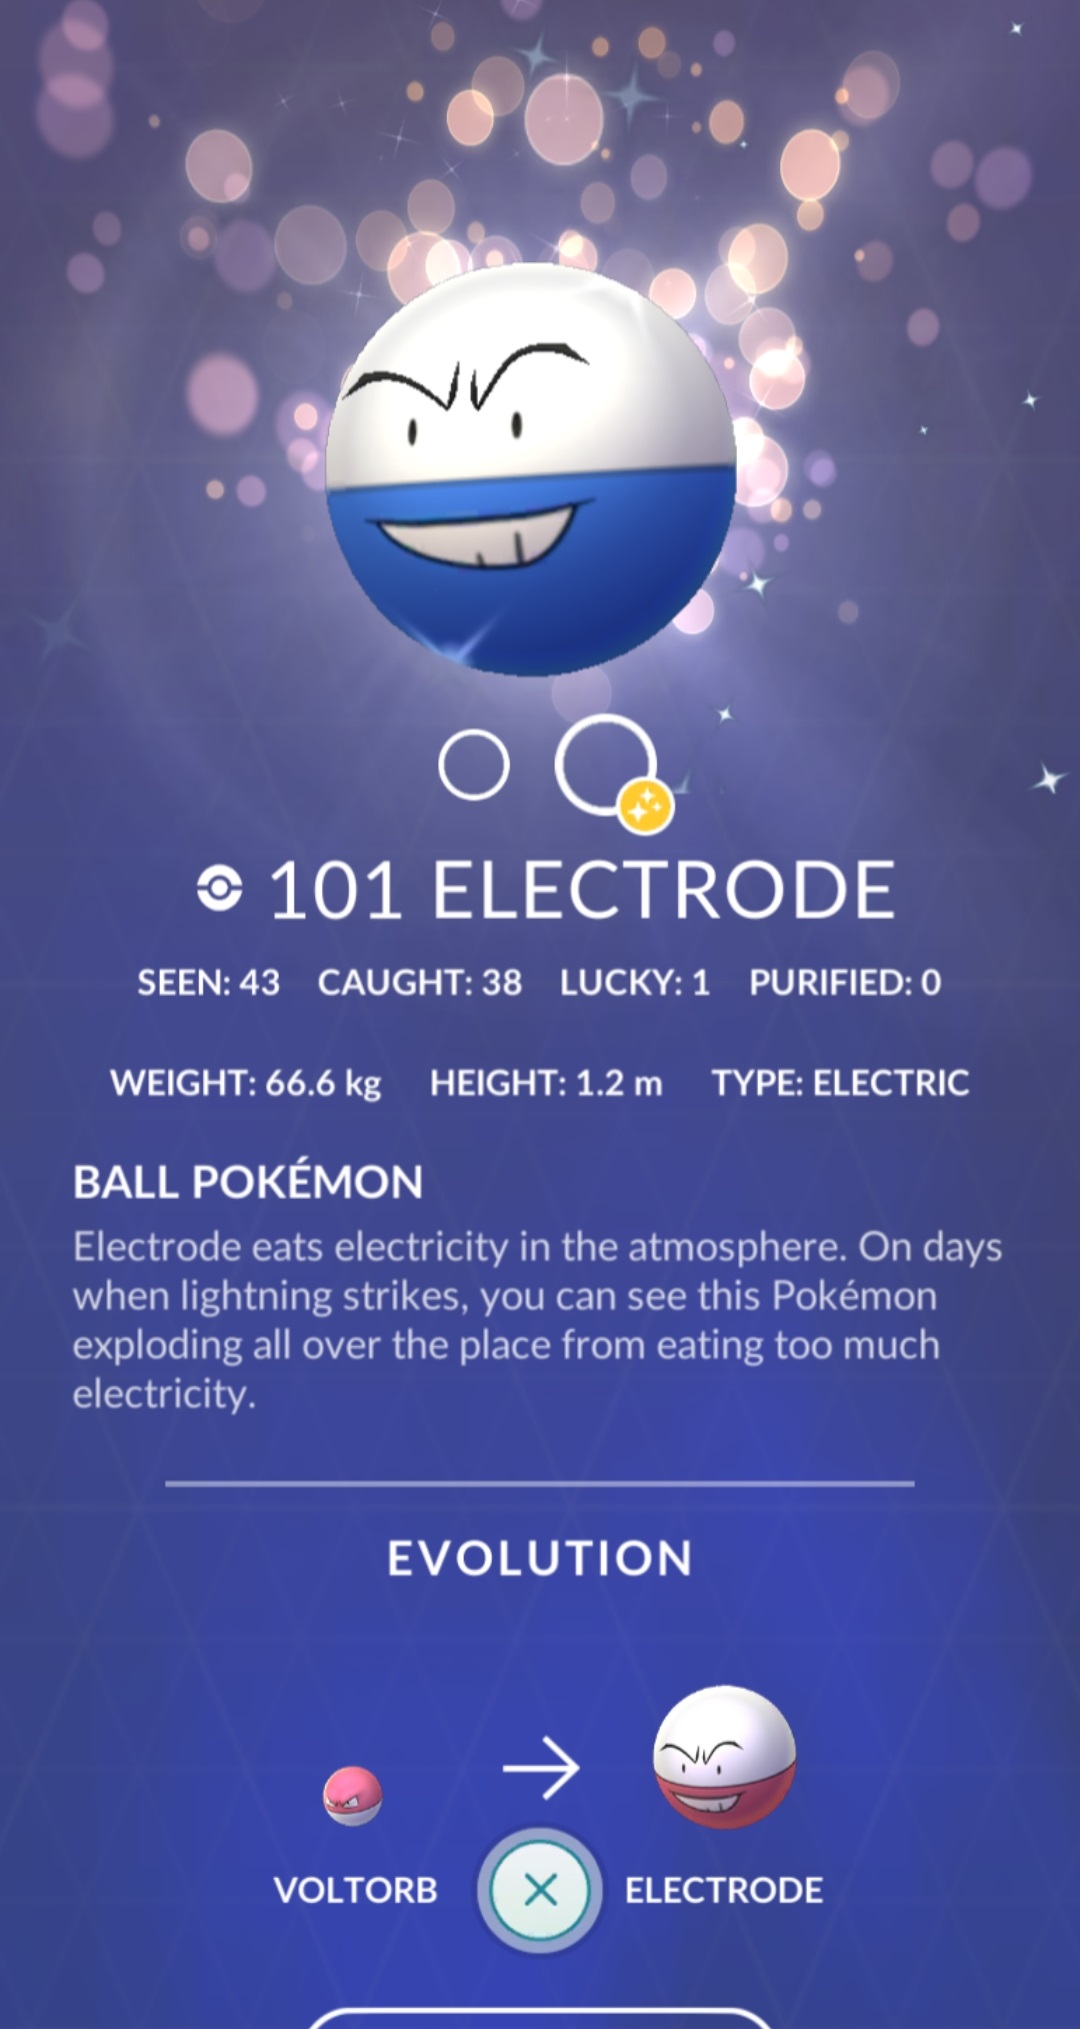 101 ELECTRODE
SEEN: 43 CAUGHT: 38 LUCKY: 1 PURIFIED: 0
WEIGHT: 66.6 kg HEIGHT: 1.2 m TYPE: ELECTRIC
BALL POKÉMON
Electrode eats electricity in the atmosphere. On days
when lightning strikes, you can see this Pokémon
exploding all over the place from eating too much
electricity.
EVOLUTION
VOLTORB ELECTRODE